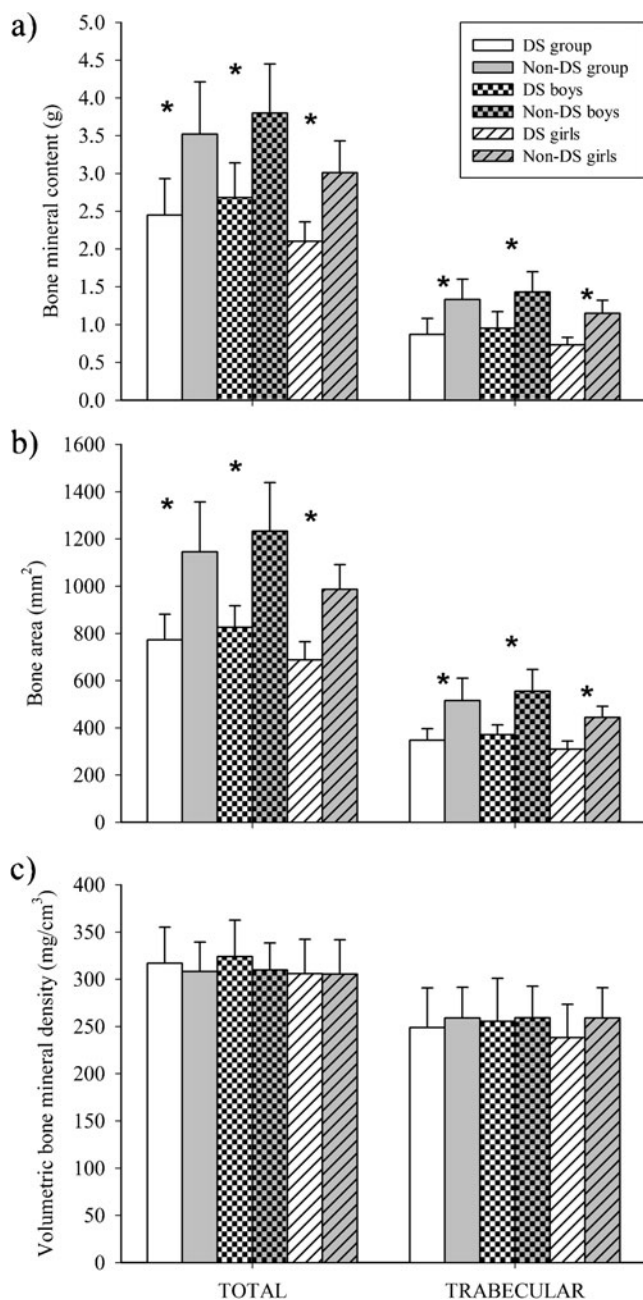 a)
Bone mineral content (g)
5.0
4.5
4.0
3.5
3.0
2.5
2.0
1.5
1.0
0.5
0.0
* * *
* * *
DS group
Non-DS group
DS boys
Non-DS boys
DS girls
Non-DS girls
b)
Bone area (mm²)
1600
1400
1200
1000
800
600
400
200
0
* * *
* * *
c)
Volumetric bone mineral density (mg/cm³)
400
350
300
250
200
150
100
50
0
TOTAL
TRABECULAR